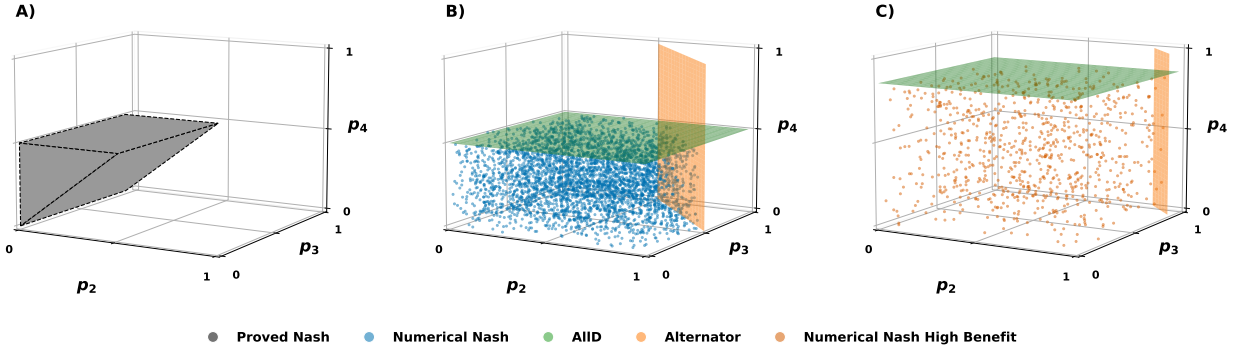 A)
B)
C)
1
p4
0
1
p3
0
1
0
p2
1
p4
0
1
p3
0
1
0
p2
1
p4
0
1
p3
0
1
0
p2
Proved Nash
Numerical Nash
AllD
Alternator
Numerical Nash High Benefit